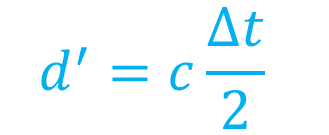 d′ = c Δt/2